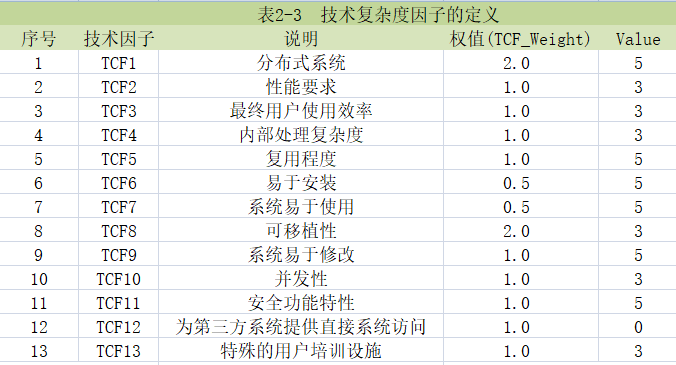 表2-3 技术复杂度因子的定义
序号 技术因子 说明 权值(TCF_Weight) Value
1 TCF1 分布式系统 2.0 5
2 TCF2 性能要求 1.0 3
3 TCF3 最终用户使用效率 1.0 3
4 TCF4 内部处理复杂度 1.0 3
5 TCF5 复用程度 1.0 5
6 TCF6 易于安装 0.5 5
7 TCF7 系统易于使用 0.5 5
8 TCF8 可移植性 2.0 3
9 TCF9 系统易于修改 1.0 5
10 TCF10 并发性 1.0 3
11 TCF11 安全功能特性 1.0 5
12 TCF12 为第三方系统提供直接系统访问 1.0 0
13 TCF13 特殊的用户培训设施 1.0 3